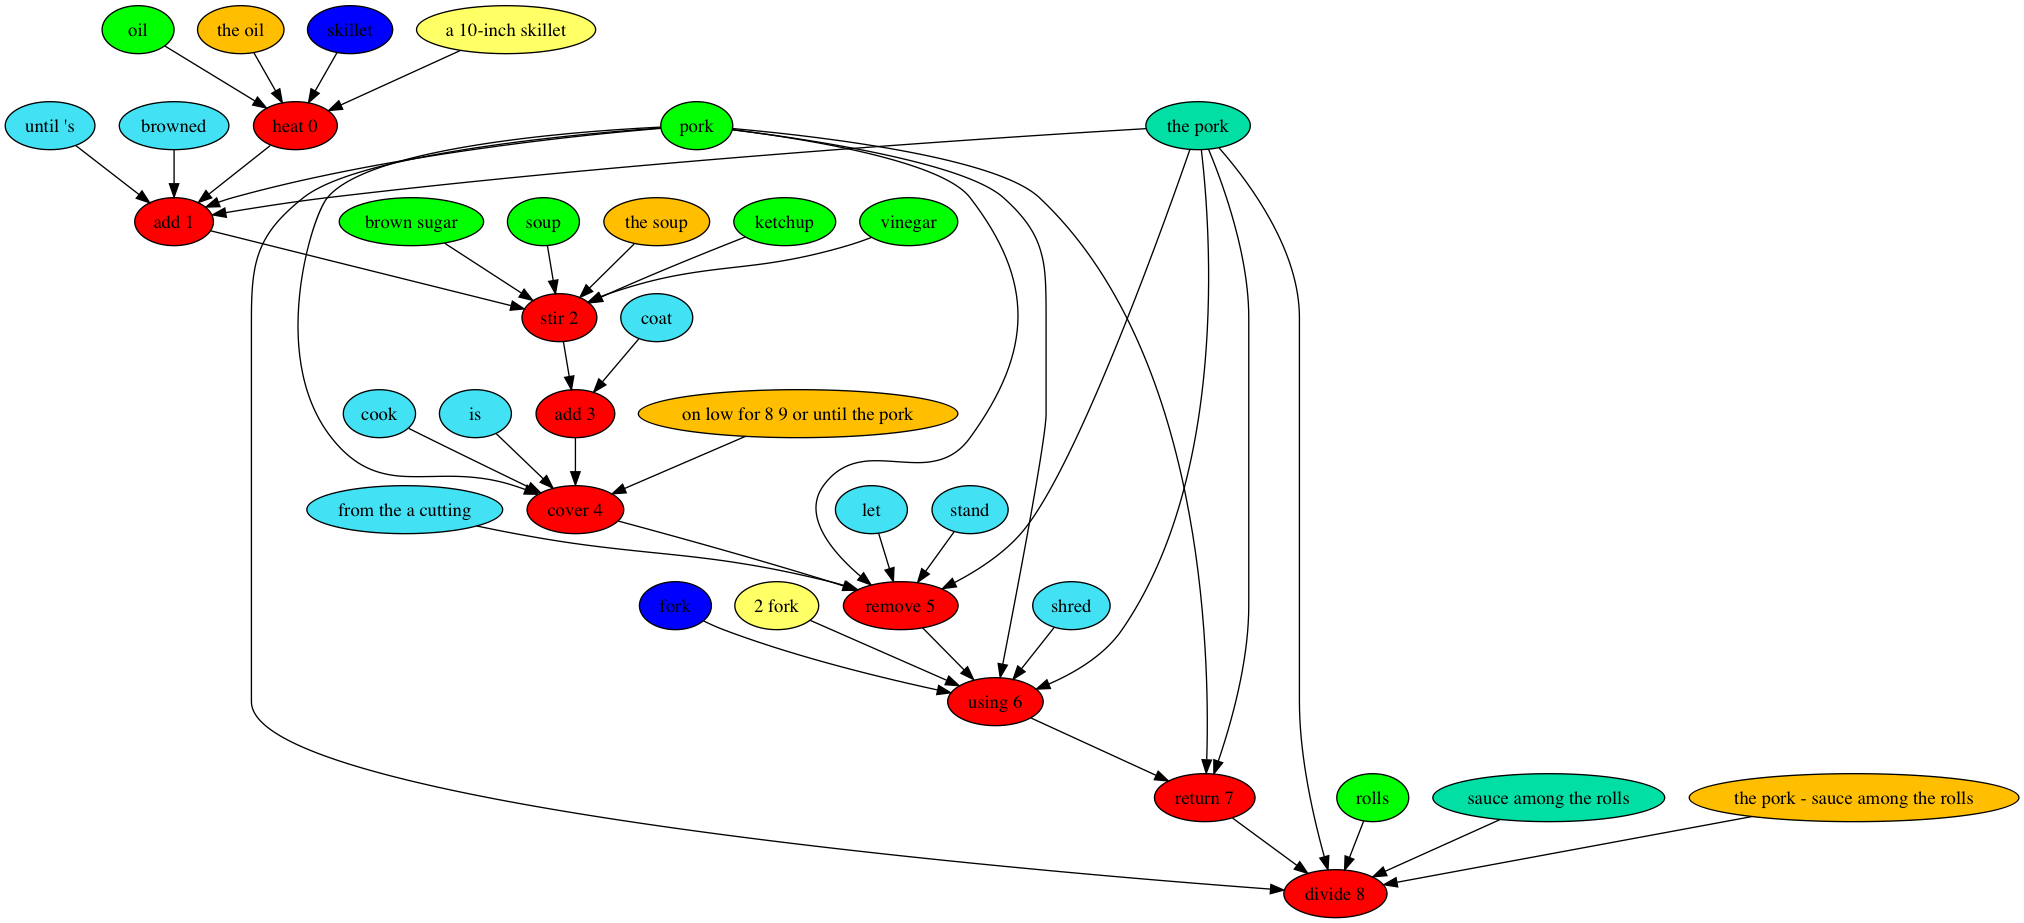 oil
the oil
skillet
a 10-inch skillet
until 's
browned
heat 0
pork
the pork
add 1
brown sugar
soup
the soup
ketchup
vinegar
stir 2
coat
cook
is
add 3
on low for 8 9 or until the pork
from the a cutting
cover 4
let
stand
fork
2 fork
remove 5
shred
using 6
return 7
rolls
sauce among the rolls
the pork - sauce among the rolls
divide 8